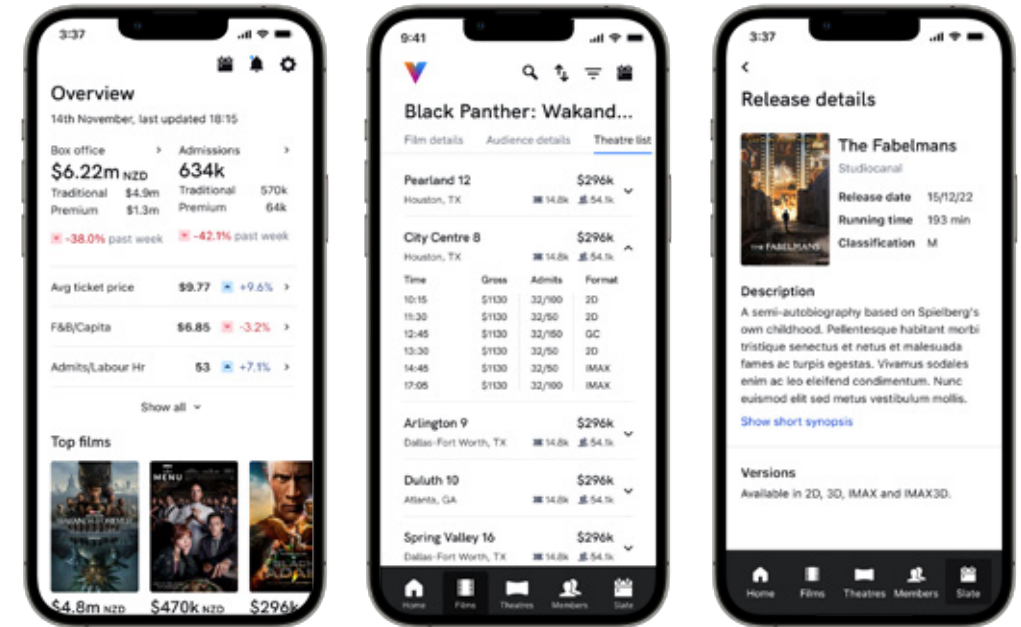 3:37
Overview
14th November, last updated 18:15
Box office
$6.22m NZD
Traditional $4.9m
Premium $1.3m
-38.0% past week
Admissions
634k
Traditional 570k
Premium 64k
-42.1% past week
Avg ticket price $9.77 +9.6%
F&B/Capita $6.85 -3.2%
Admits/Labour Hr 53 +7.1%
Show all
Top films
WAKANDA FOREVER
MENU
BLACK ADAM
$4.8m NZD $470k NZD $296k
9:41
Black Panther: Wakand...
Film details Audience details Theatre list
Pearland 12 $296k
Houston, TX 14.8k 54.1k
City Centre 8 $296k
Houston, TX 14.8k 54.1k
Time Gross Admits Format
10:15 $1130 32/100 2D
11:30 $1130 32/50 2D
12:45 $1130 32/150 GC
13:30 $1130 32/50 2D
14:45 $1130 32/50 IMAX
17:05 $1130 32/100 IMAX
Arlington 9 $296k
Dallas-Fort Worth, TX 14.8k 54.1k
Duluth 10 $296k
Atlanta, GA 14.8k 54.1k
Spring Valley 16 $296k
Dallas-Fort Worth, TX 14.8k 54.1k
Home Films Theatres Members Slate
3:37
Release details
THE FABELMANS
The Fabelmans
Studiocanal
Release date 15/12/22
Running time 193 min
Classification M
Description
A semi-autobiography based on Spielberg's
own childhood. Pellentesque habitant morbi
tristique senectus et netus et malesuada
fames ac turpis egestas. Vivamus sodales
enim ac leo eleifend condimentum. Nunc
euismod elit sed metus vestibulum mollis.
Show short synopsis
Versions
Available in 2D, 3D, IMAX and IMAX3D.
Home Films Theatres Members Slate